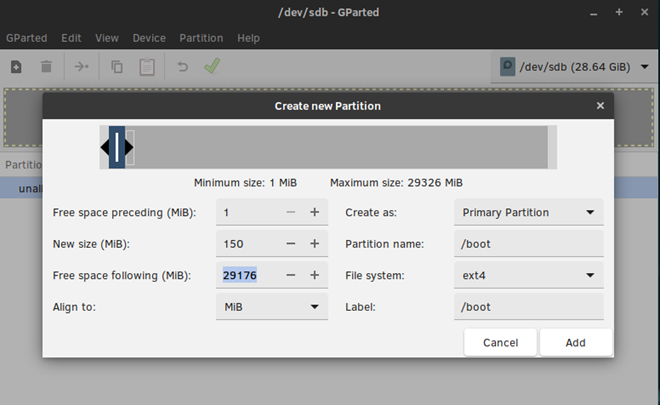 /dev/sdb - GParted
GParted Edit View Device Partition Help
/dev/sdb (28.64 GiB)
Create new Partition
Minimum size: 1 MiB Maximum size: 29326 MiB
Partitio
unall
Free space preceding (MiB): 1 Create as: Primary Partition
New size (MiB): 150 Partition name: /boot
Free space following (MiB): 29176 File system: ext4
Align to: MiB Label: /boot
Cancel Add